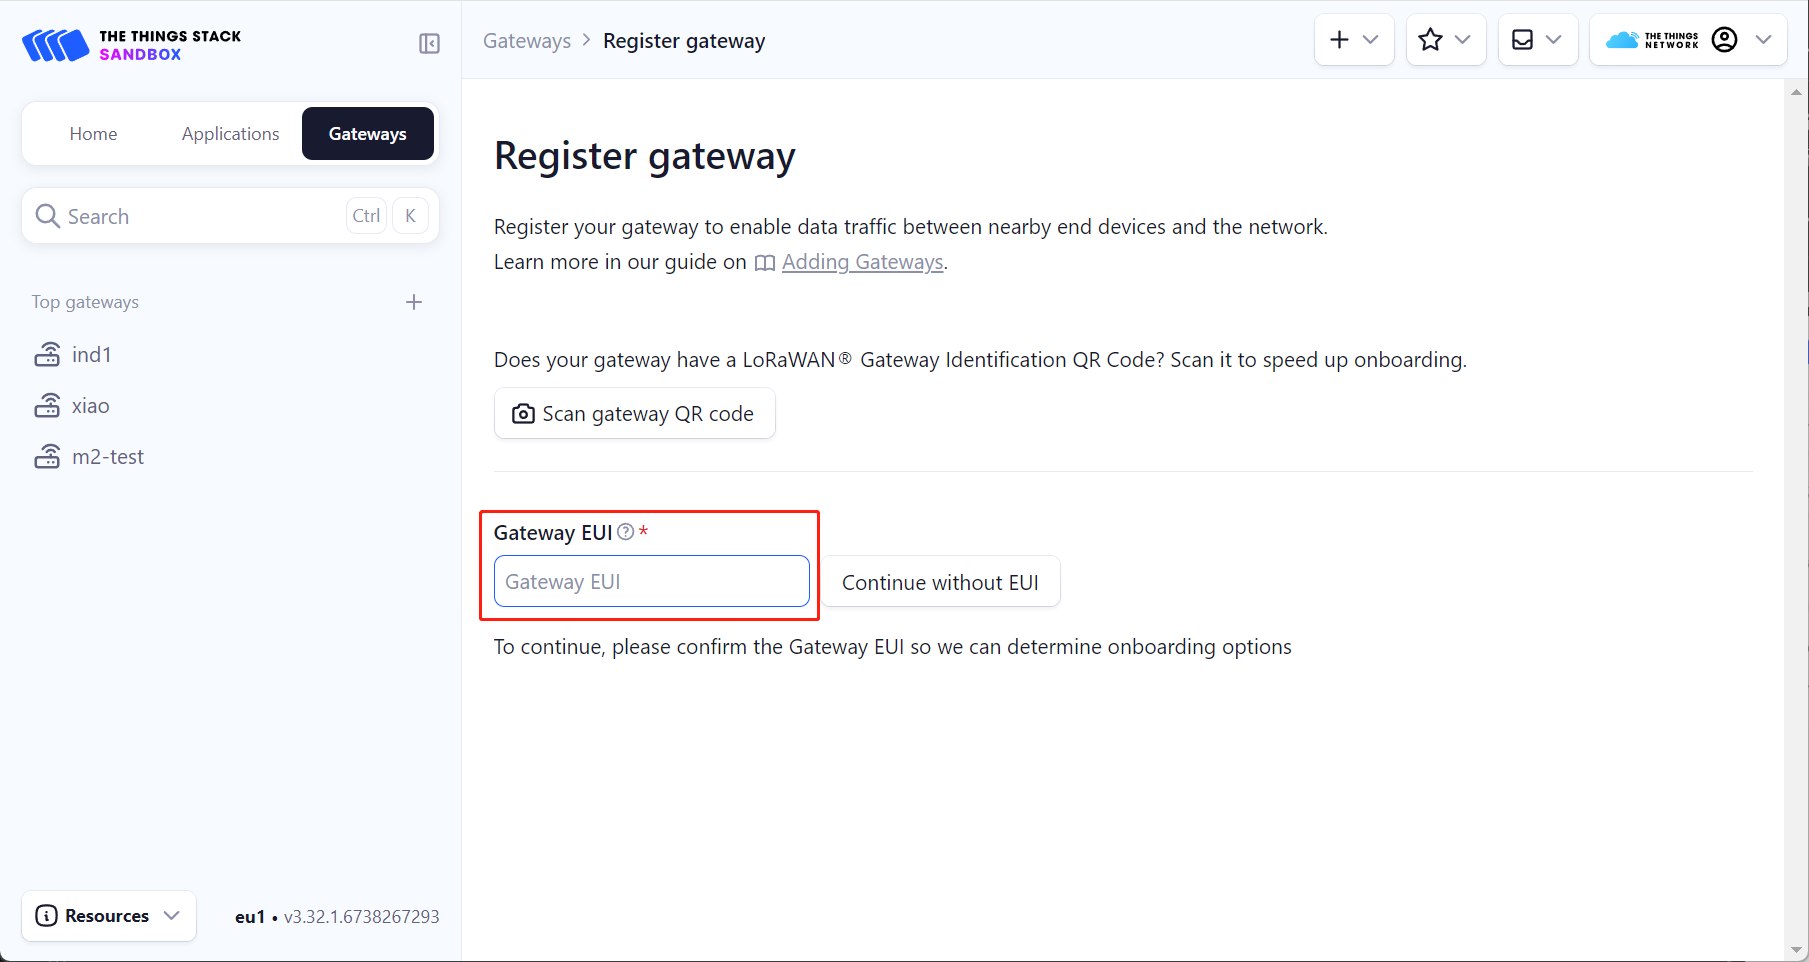 THE THINGS STACK
SANDBOX
Home
Applications
Gateways
Search
Ctrl
K
Top gateways
ind1
xiao
m2-test
Resources
eu1 • v3.32.1.6738267293
Gateways > Register gateway
THE THINGS
NETWORK
Register gateway
Register your gateway to enable data traffic between nearby end devices and the network.
Learn more in our guide on Adding Gateways.
Does your gateway have a LoRaWAN® Gateway Identification QR Code? Scan it to speed up onboarding.
Scan gateway QR code
Gateway EUI *
Gateway EUI
Continue without EUI
To continue, please confirm the Gateway EUI so we can determine onboarding options